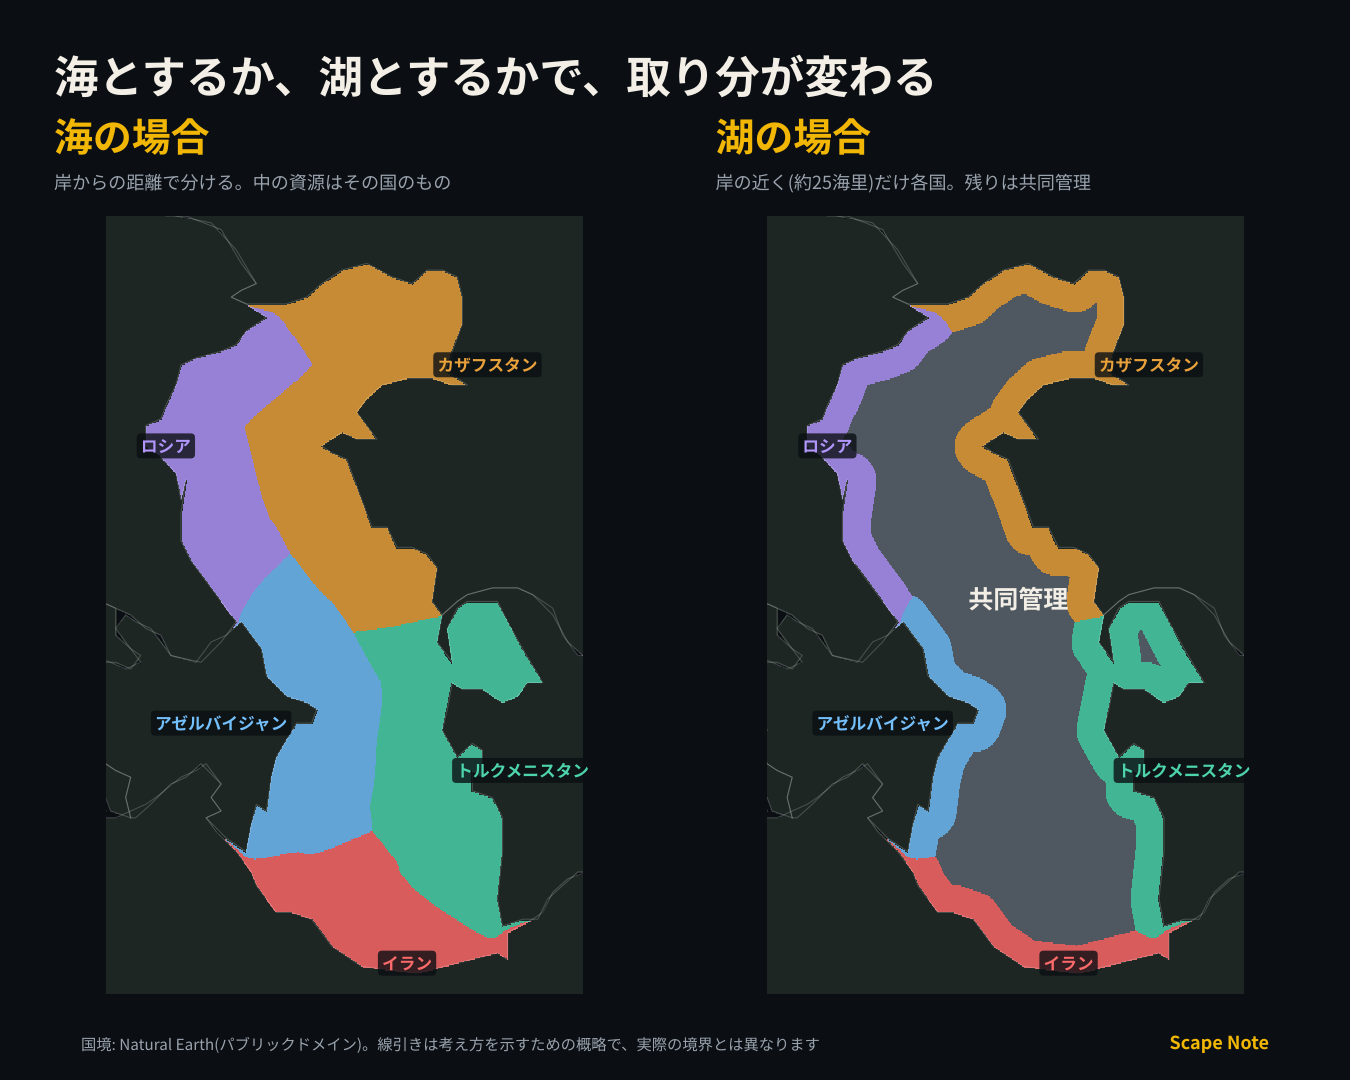 海とするか、湖とするかで、取り分が変わる
海の場合
岸からの距離で分ける。中の資源はその国のもの
湖の場合
岸の近く(約25海里)だけ各国。残りは共同管理
カザフスタン
ロシア
アゼルバイジャン
トルクメニスタン
イラン
カザフスタン
ロシア
共同管理
アゼルバイジャン
トルクメニスタン
イラン
国境: Natural Earth(パブリックドメイン)。線引きは考え方を示すための概略で、実際の境界とは異なります
Scape Note